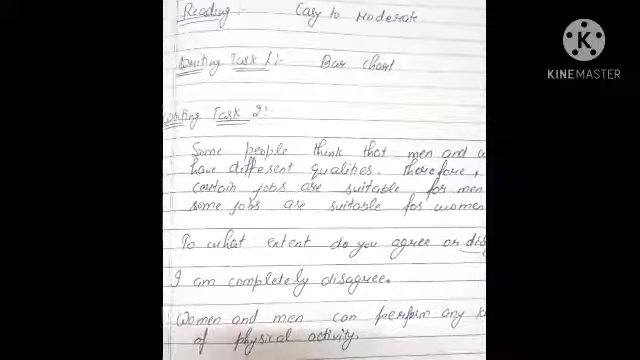 Reading :-
Easy to Moderate
Writing Task 1:-
Bar chart
Writing Task 2:-
Some people think that men and
have different qualities. Therefore,
certain jobs are suitable for men
some jobs are suitable for women
To what extent do you agree or dis
I am completely disagree.
Women and men can perform any
of physical activity.
K
KINEMASTER